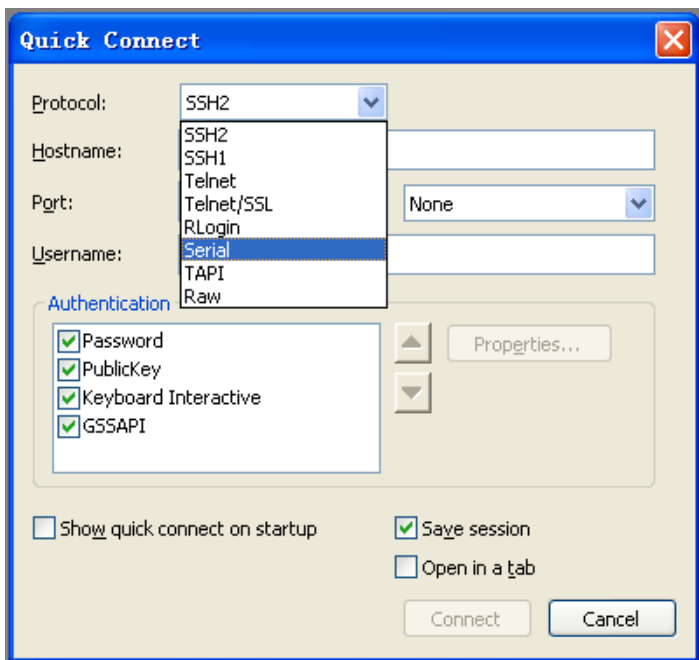 Quick Connect
Protocol: SSH2
SSH2
Hostname:
SSH1
Telnet
Port:
Telnet/SSL None
RLogin
Username:
Serial
TAPI
Raw
Authentication
Password
PublicKey
Keyboard Interactive
GSSAPI
Properties...
Show quick connect on startup
Save session
Open in a tab
Connect Cancel